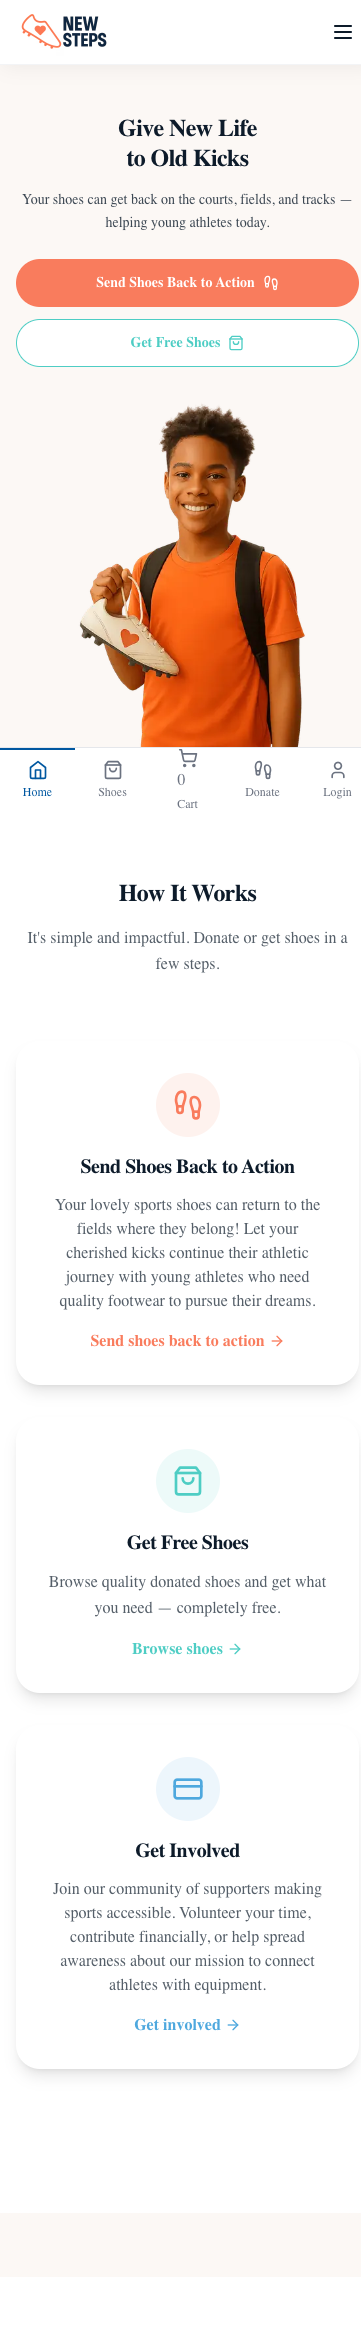 NEW
STEPS
Give New Life
to Old Kicks
Your shoes can get back on the courts, fields, and tracks —
helping young athletes today.
Send Shoes Back to Action
Get Free Shoes
Home
Shoes
0
Cart
Donate
Login
How It Works
It's simple and impactful. Donate or get shoes in a
few steps.
Send Shoes Back to Action
Your lovely sports shoes can return to the
fields where they belong! Let your
cherished kicks continue their athletic
journey with young athletes who need
quality footwear to pursue their dreams.
Send shoes back to action →
Get Free Shoes
Browse quality donated shoes and get what
you need — completely free.
Browse shoes →
Get Involved
Join our community of supporters making
sports accessible. Volunteer your time,
contribute financially, or help spread
awareness about our mission to connect
athletes with equipment.
Get involved →